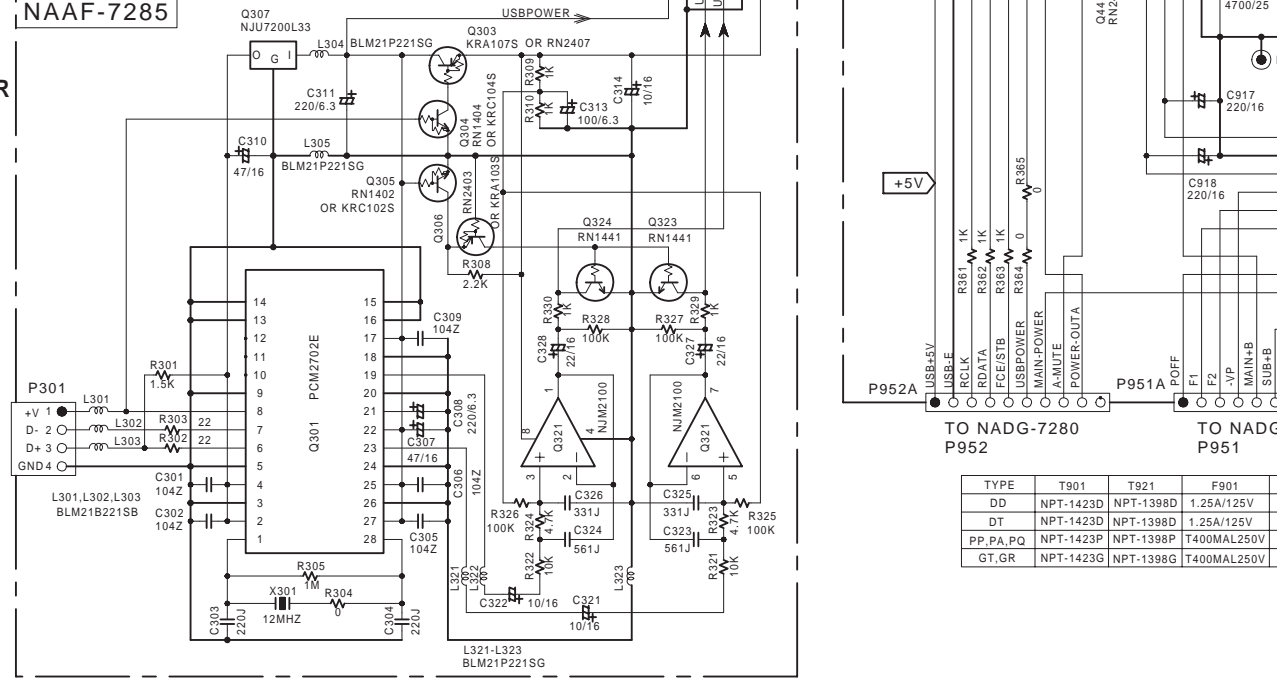 NAAF-7285
R
Q307
NJU7200L33
O G I
L304
BLM21P221SG
USBPOWER
Q303
KRA107S OR RN2407
C311
220/6.3
R309
1K
R310
1K
C313
100/6.3
C314
10/16
Q304
RN1404
OR KRC104S
C310
47/16
L305
BLM21P221SG
Q305
RN1402
OR KRC102S
Q306
RN2403
OR KRA103S
R308
2.2K
Q324
RN1441
Q323
RN1441
R330
1K
R328
100K
R327
100K
R329
1K
C328
22/16
C327
22/16
PCM2702E
Q301
14
13
12
11
10
9
8
7
6
5
4
3
2
1
15
16
17
18
19
20
21
22
23
24
25
26
27
28
C309
104Z
C308
220/6.3
C307
47/16
C306
104Z
C305
104Z
R301
1.5K
P301
+V 1
D- 2
D+ 3
GND 4
L301
L302
L303
R303 22
R302 22
C301
104Z
C302
104Z
L301,L302,L303
BLM21B221SB
R305
1M
X301
12MHZ
R304
0
C303
220J
C304
220J
NJM2100
Q321
1
8
4
3
2
+
-
NJM2100
Q321
7
6
5
-
+
R326
100K
R324
4.7K
C326
331J
C324
561J
R322
10K
C325
331J
C323
561J
R323
4.7K
R325
100K
R321
10K
L321
L322
L323
C322
10/16
C321
10/16
L321-L323
BLM21P221SG
Q44
RN2
4700/25
C917
220/16
C918
220/16
+5V
R365
0
R361 1K
R362 1K
R363 1K
R364 0
P952A
USB+5V
USB-E
RCLK
RDATA
FCE/STB
USBPOWER
MAIN-POWER
A-MUTE
POWER-OUTA
P951A
POFF
F1
F2
-VP
MAIN+B
SUB+B
TO NADG-7280
P952
TO NADG
P951
TYPE T901 T921 F901
DD NPT-1423D NPT-1398D 1.25A/125V
DT NPT-1423D NPT-1398D 1.25A/125V
PP,PA,PQ NPT-1423P NPT-1398P T400MAL250V
GT,GR NPT-1423G NPT-1398G T400MAL250V